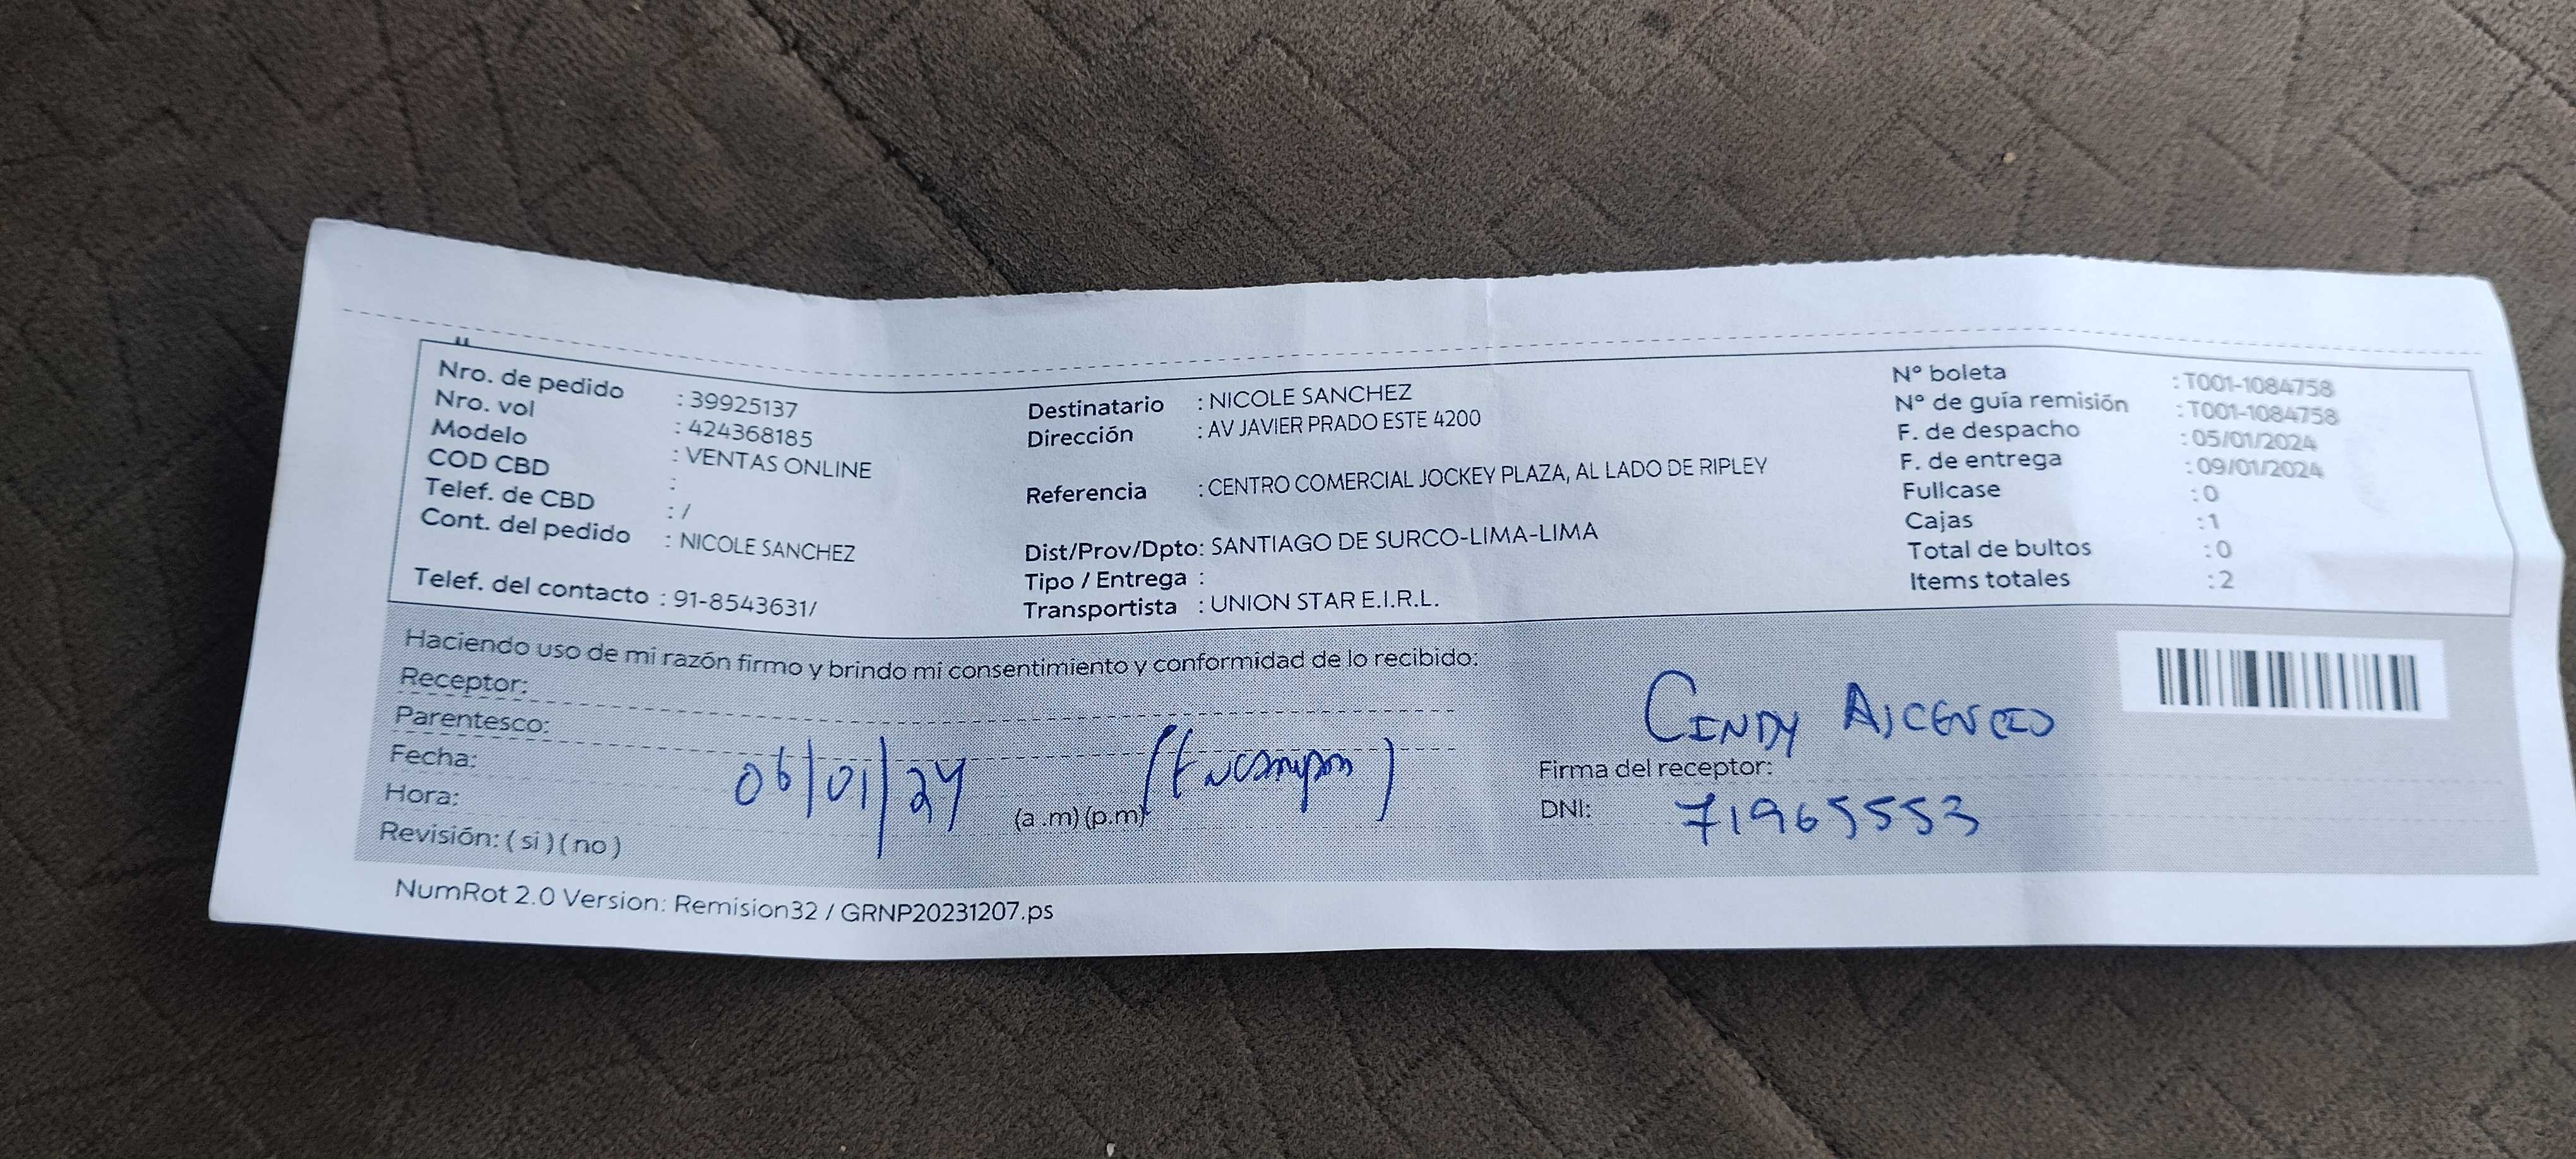 Nro. de pedido : 39925137
Nro. vol : 424368185
Modelo : VENTAS ONLINE
COD CBD :
Telef. de CBD : /
Cont. del pedido : NICOLE SANCHEZ
Telef. del contacto : 91-8543631/
Destinatario : NICOLE SANCHEZ
Dirección : AV JAVIER PRADO ESTE 4200
Referencia : CENTRO COMERCIAL JOCKEY PLAZA, AL LADO DE RIPLEY
Dist/Prov/Dpto: SANTIAGO DE SURCO-LIMA-LIMA
Tipo / Entrega :
Transportista : UNION STAR E.I.R.L.
N° boleta : T001-1084758
N° de guía remisión : T001-1084758
F. de despacho : 05/01/2024
F. de entrega : 09/01/2024
Fullcase : 0
Cajas : 1
Total de bultos : 0
Items totales : 2
Haciendo uso de mi razón firmo y brindo mi consentimiento y conformidad de lo recibido:
Receptor:
Parentesco:
Fecha: 06/01/24
Hora: (a .m) (p.m)
Revisión: ( si ) ( no )
CINDY
Firma del receptor:
DNI: 71965553
NumRot 2.0 Version: Remision32 / GRNP20231207.ps